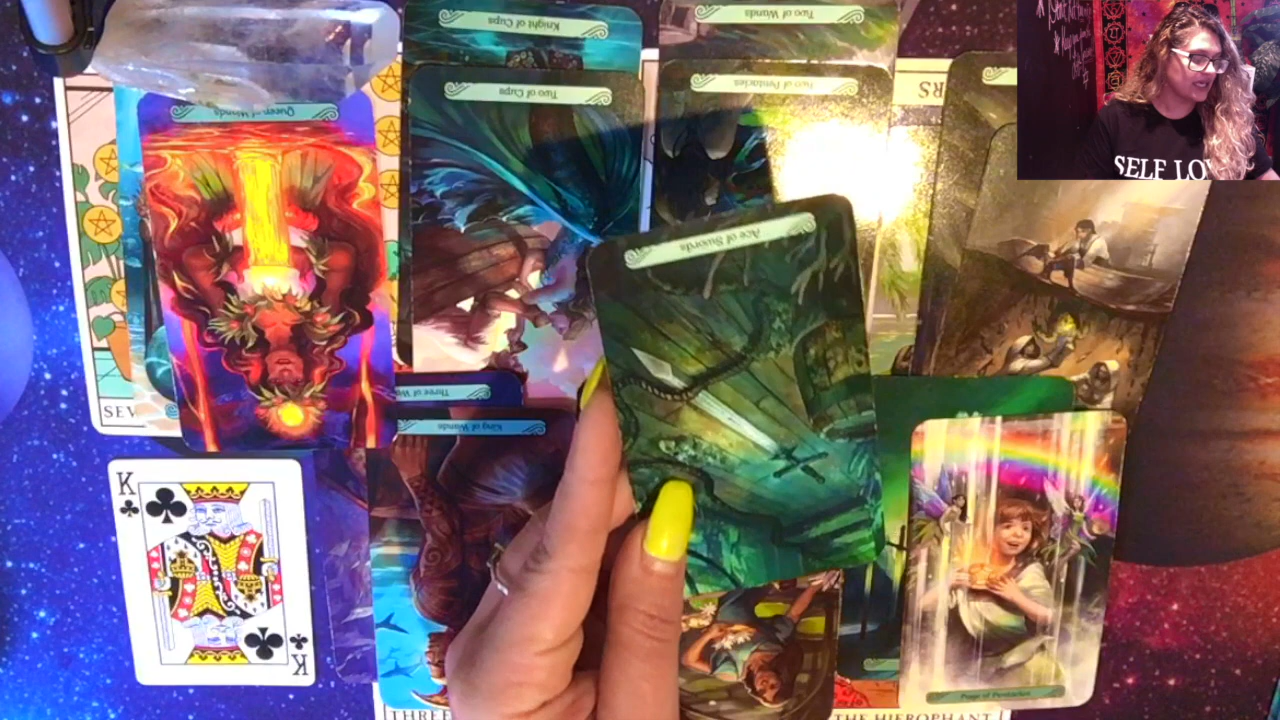 Knight of Cups
Two of Wands
Two of Cups
Two of Pentacles
RS
Queen of Wands
Ace of Swords
SELF LO
SEV
Three of W
King of Wands
K
K
Page of Pentacles
THREE
THE HIEROPHANT